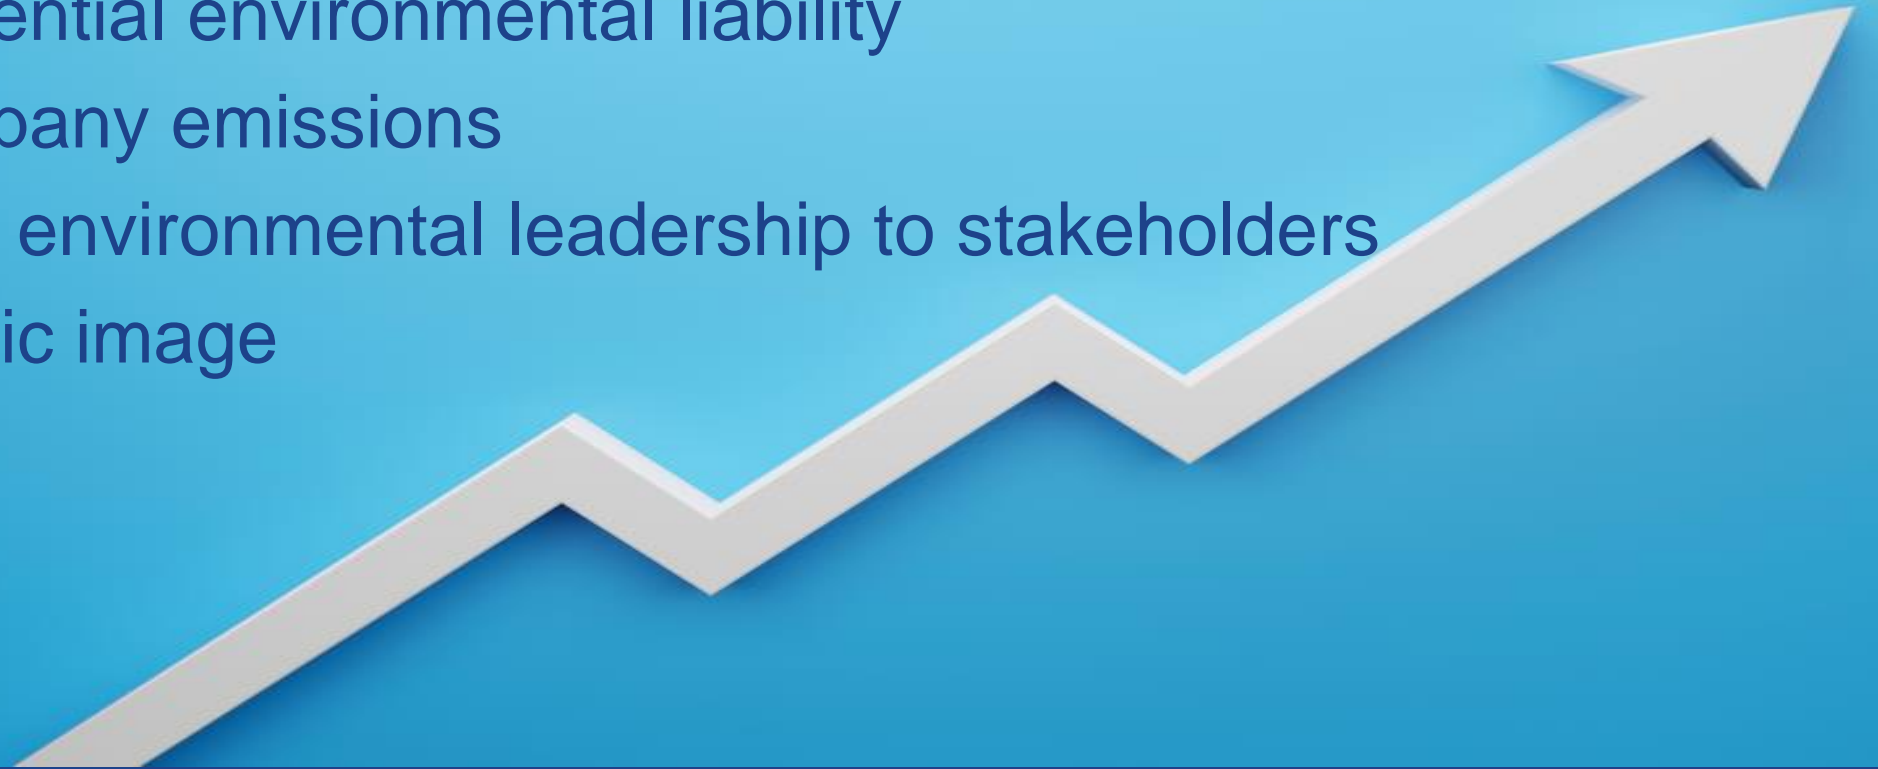 ential environmental liability
pany emissions
environmental leadership to stakeholders
ic image